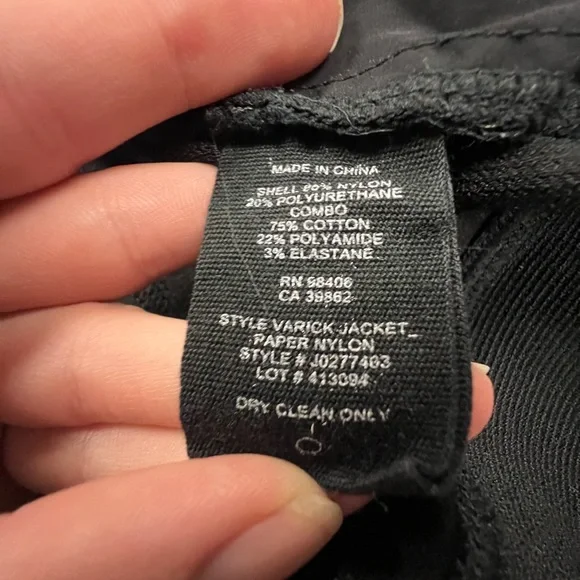 MADE IN CHINA
SHELL 80% NYLON
20% POLYURETHANE
COMBO
75% COTTON
22% POLYAMIDE
3% ELASTANE
RN 98406
CA 39862
STYLE VARICK JACKET_
PAPER NYLON
STYLE # J0277403
LOT # 413094
DRY CLEAN ONLY